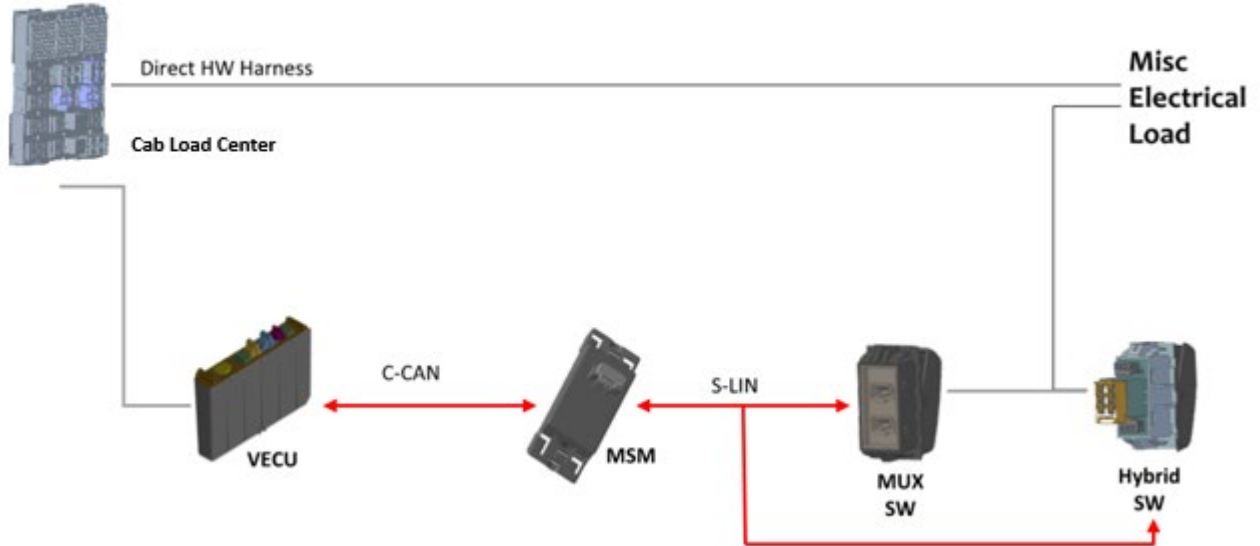 Direct HW Harness
Misc
Electrical
Load
Cab Load Center
C-CAN
S-LIN
VECU
MSM
MUX
SW
Hybrid
SW